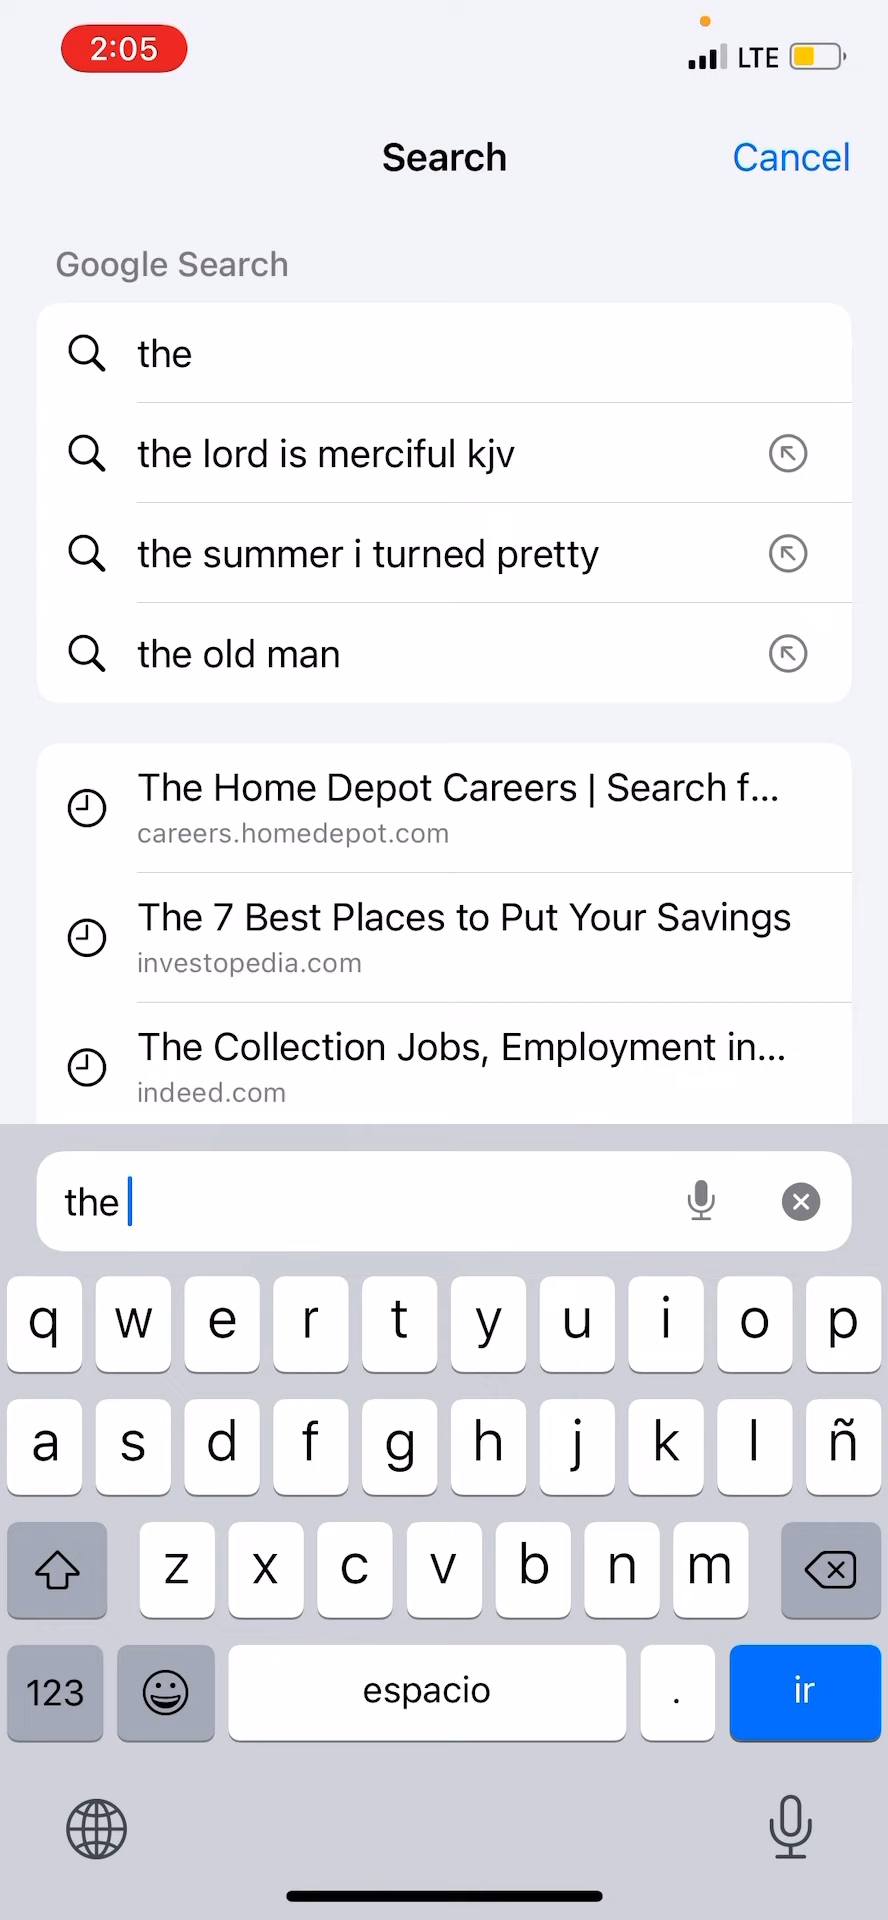 2:05 LTE
Search Cancel
Google Search
the
the lord is merciful kjv
the summer i turned pretty
the old man
The Home Depot Careers | Search f...
careers.homedepot.com
The 7 Best Places to Put Your Savings
investopedia.com
The Collection Jobs, Employment in...
indeed.com
the
q w e r t y u i o p
a s d f g h j k l ñ
z x c v b n m
123 espacio . ir